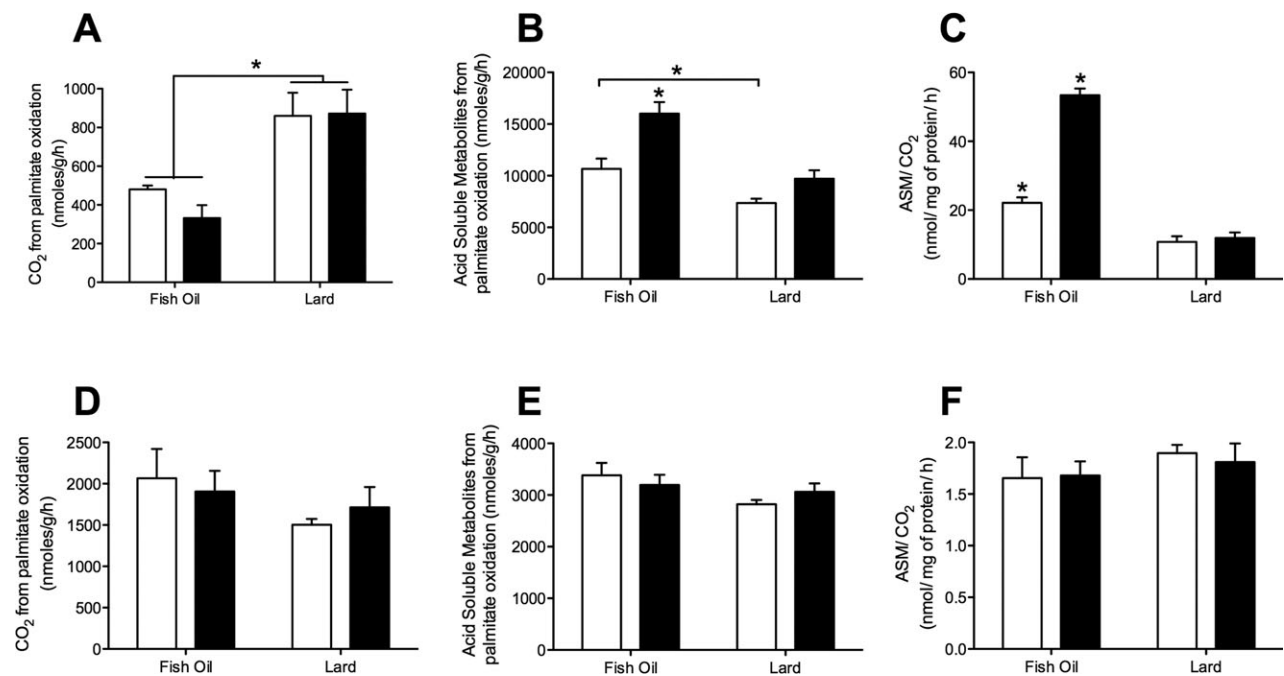 A
CO2 from palmitate oxidation
(nmoles/g/h)
1000
800
600
400
200
0
*
Fish Oil
Lard
B
Acid Soluble Metabolites from
palmitate oxidation (nmoles/g/h)
20000
15000
10000
5000
0
*
*
Fish Oil
Lard
C
ASM/ CO2
(nmol/ mg of protein/ h)
60
40
20
0
*
*
Fish Oil
Lard
D
CO2 from palmitate oxidation
(nmoles/g/h)
2500
2000
1500
1000
500
0
Fish Oil
Lard
E
Acid Soluble Metabolites from
palmitate oxidation (nmoles/g/h)
4000
3000
2000
1000
0
Fish Oil
Lard
F
ASM/ CO2
(nmol/ mg of protein/ h)
2.0
1.5
1.0
0.5
0.0
Fish Oil
Lard